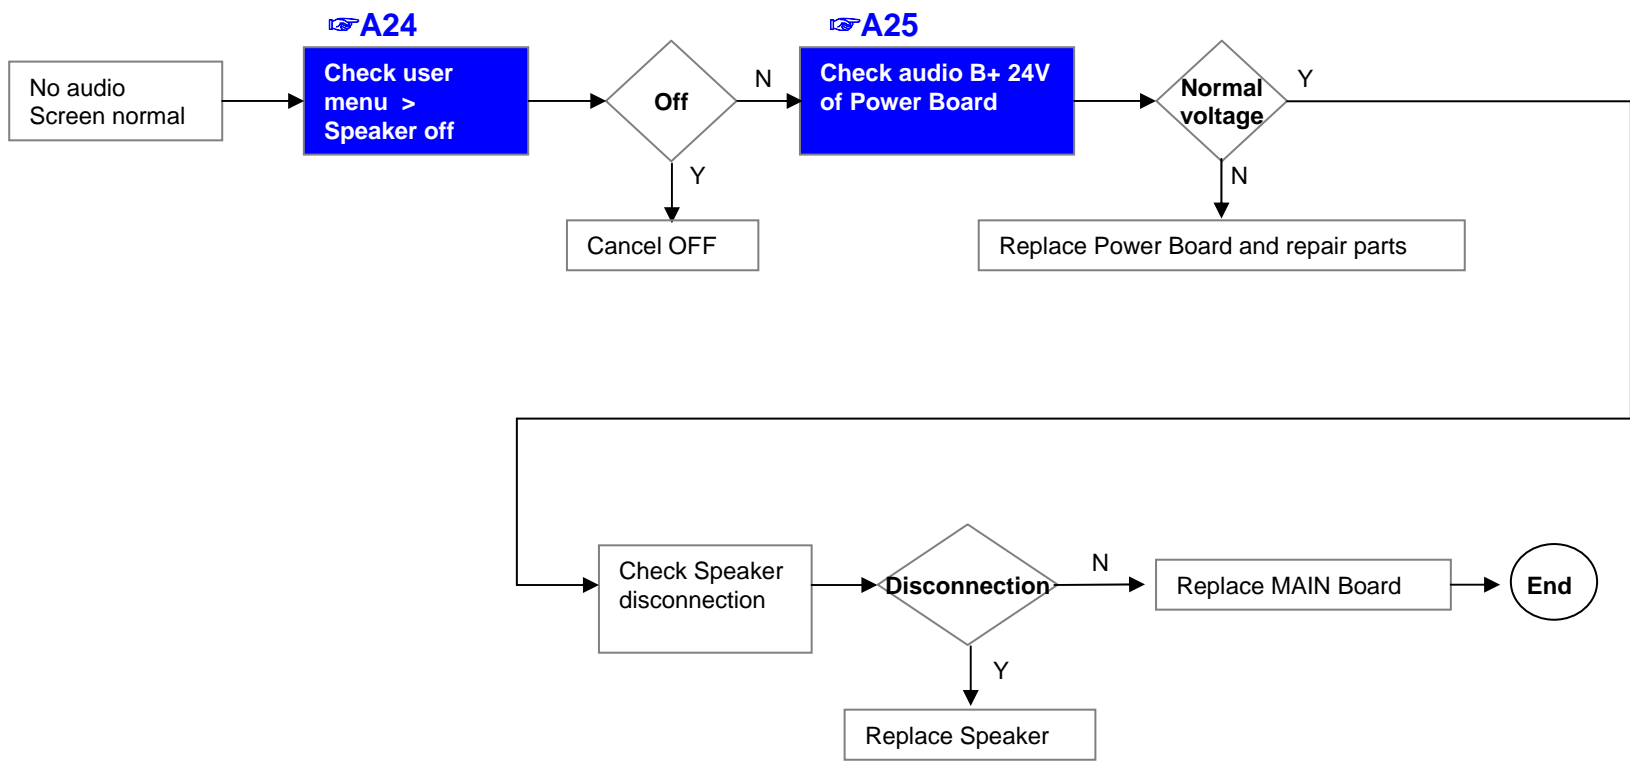 ☞A24
☞A25
No audio
Screen normal
Check user
menu >
Speaker off
Off
N
Check audio B+ 24V
of Power Board
Normal
voltage
Y
Y
N
Cancel OFF
Replace Power Board and repair parts
Check Speaker
disconnection
Disconnection
N
Replace MAIN Board
End
Y
Replace Speaker